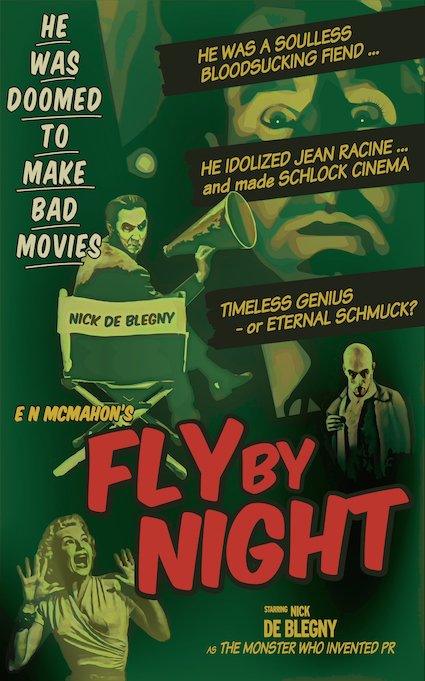 HE
WAS
DOOMED
TO
MAKE
BAD
MOVIES
HE WAS A SOULLESS
BLOODSUCKING FIEND ...
HE IDOLIZED JEAN RACINE ...
and made SCHLOCK CINEMA
TIMELESS GENIUS
- or ETERNAL SCHMUCK?
NICK DE BLEGNY
E N MCMAHON'S
FLY BY
NIGHT
STARRING NICK
DE BLEGNY
AS THE MONSTER WHO INVENTED PR